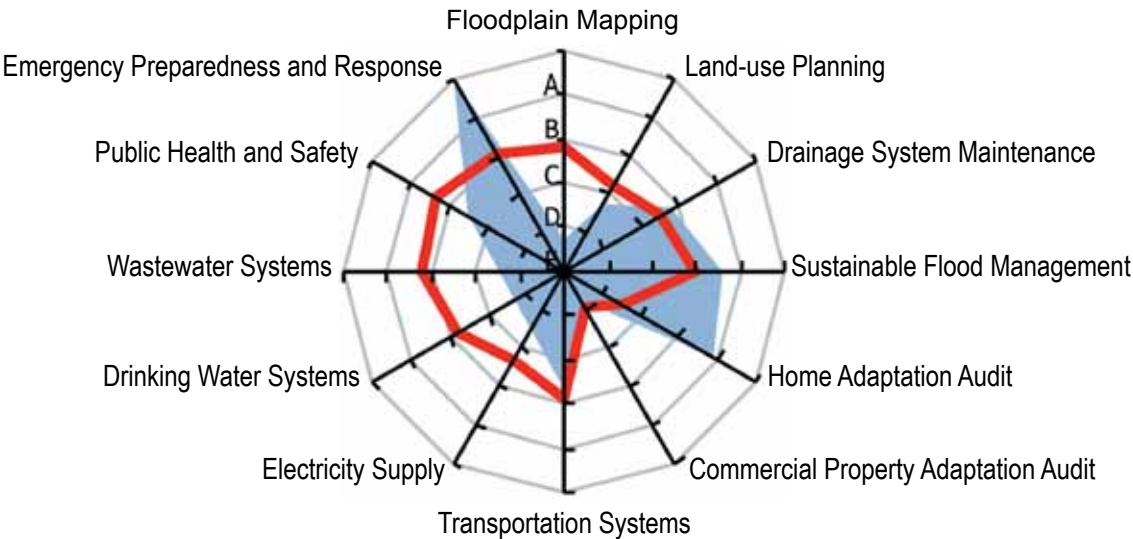 Floodplain Mapping
Emergency Preparedness and Response
Land-use Planning
A
B
Public Health and Safety
Drainage System Maintenance
C
D
E
Wastewater Systems
Sustainable Flood Management
Drinking Water Systems
Home Adaptation Audit
Electricity Supply
Commercial Property Adaptation Audit
Transportation Systems